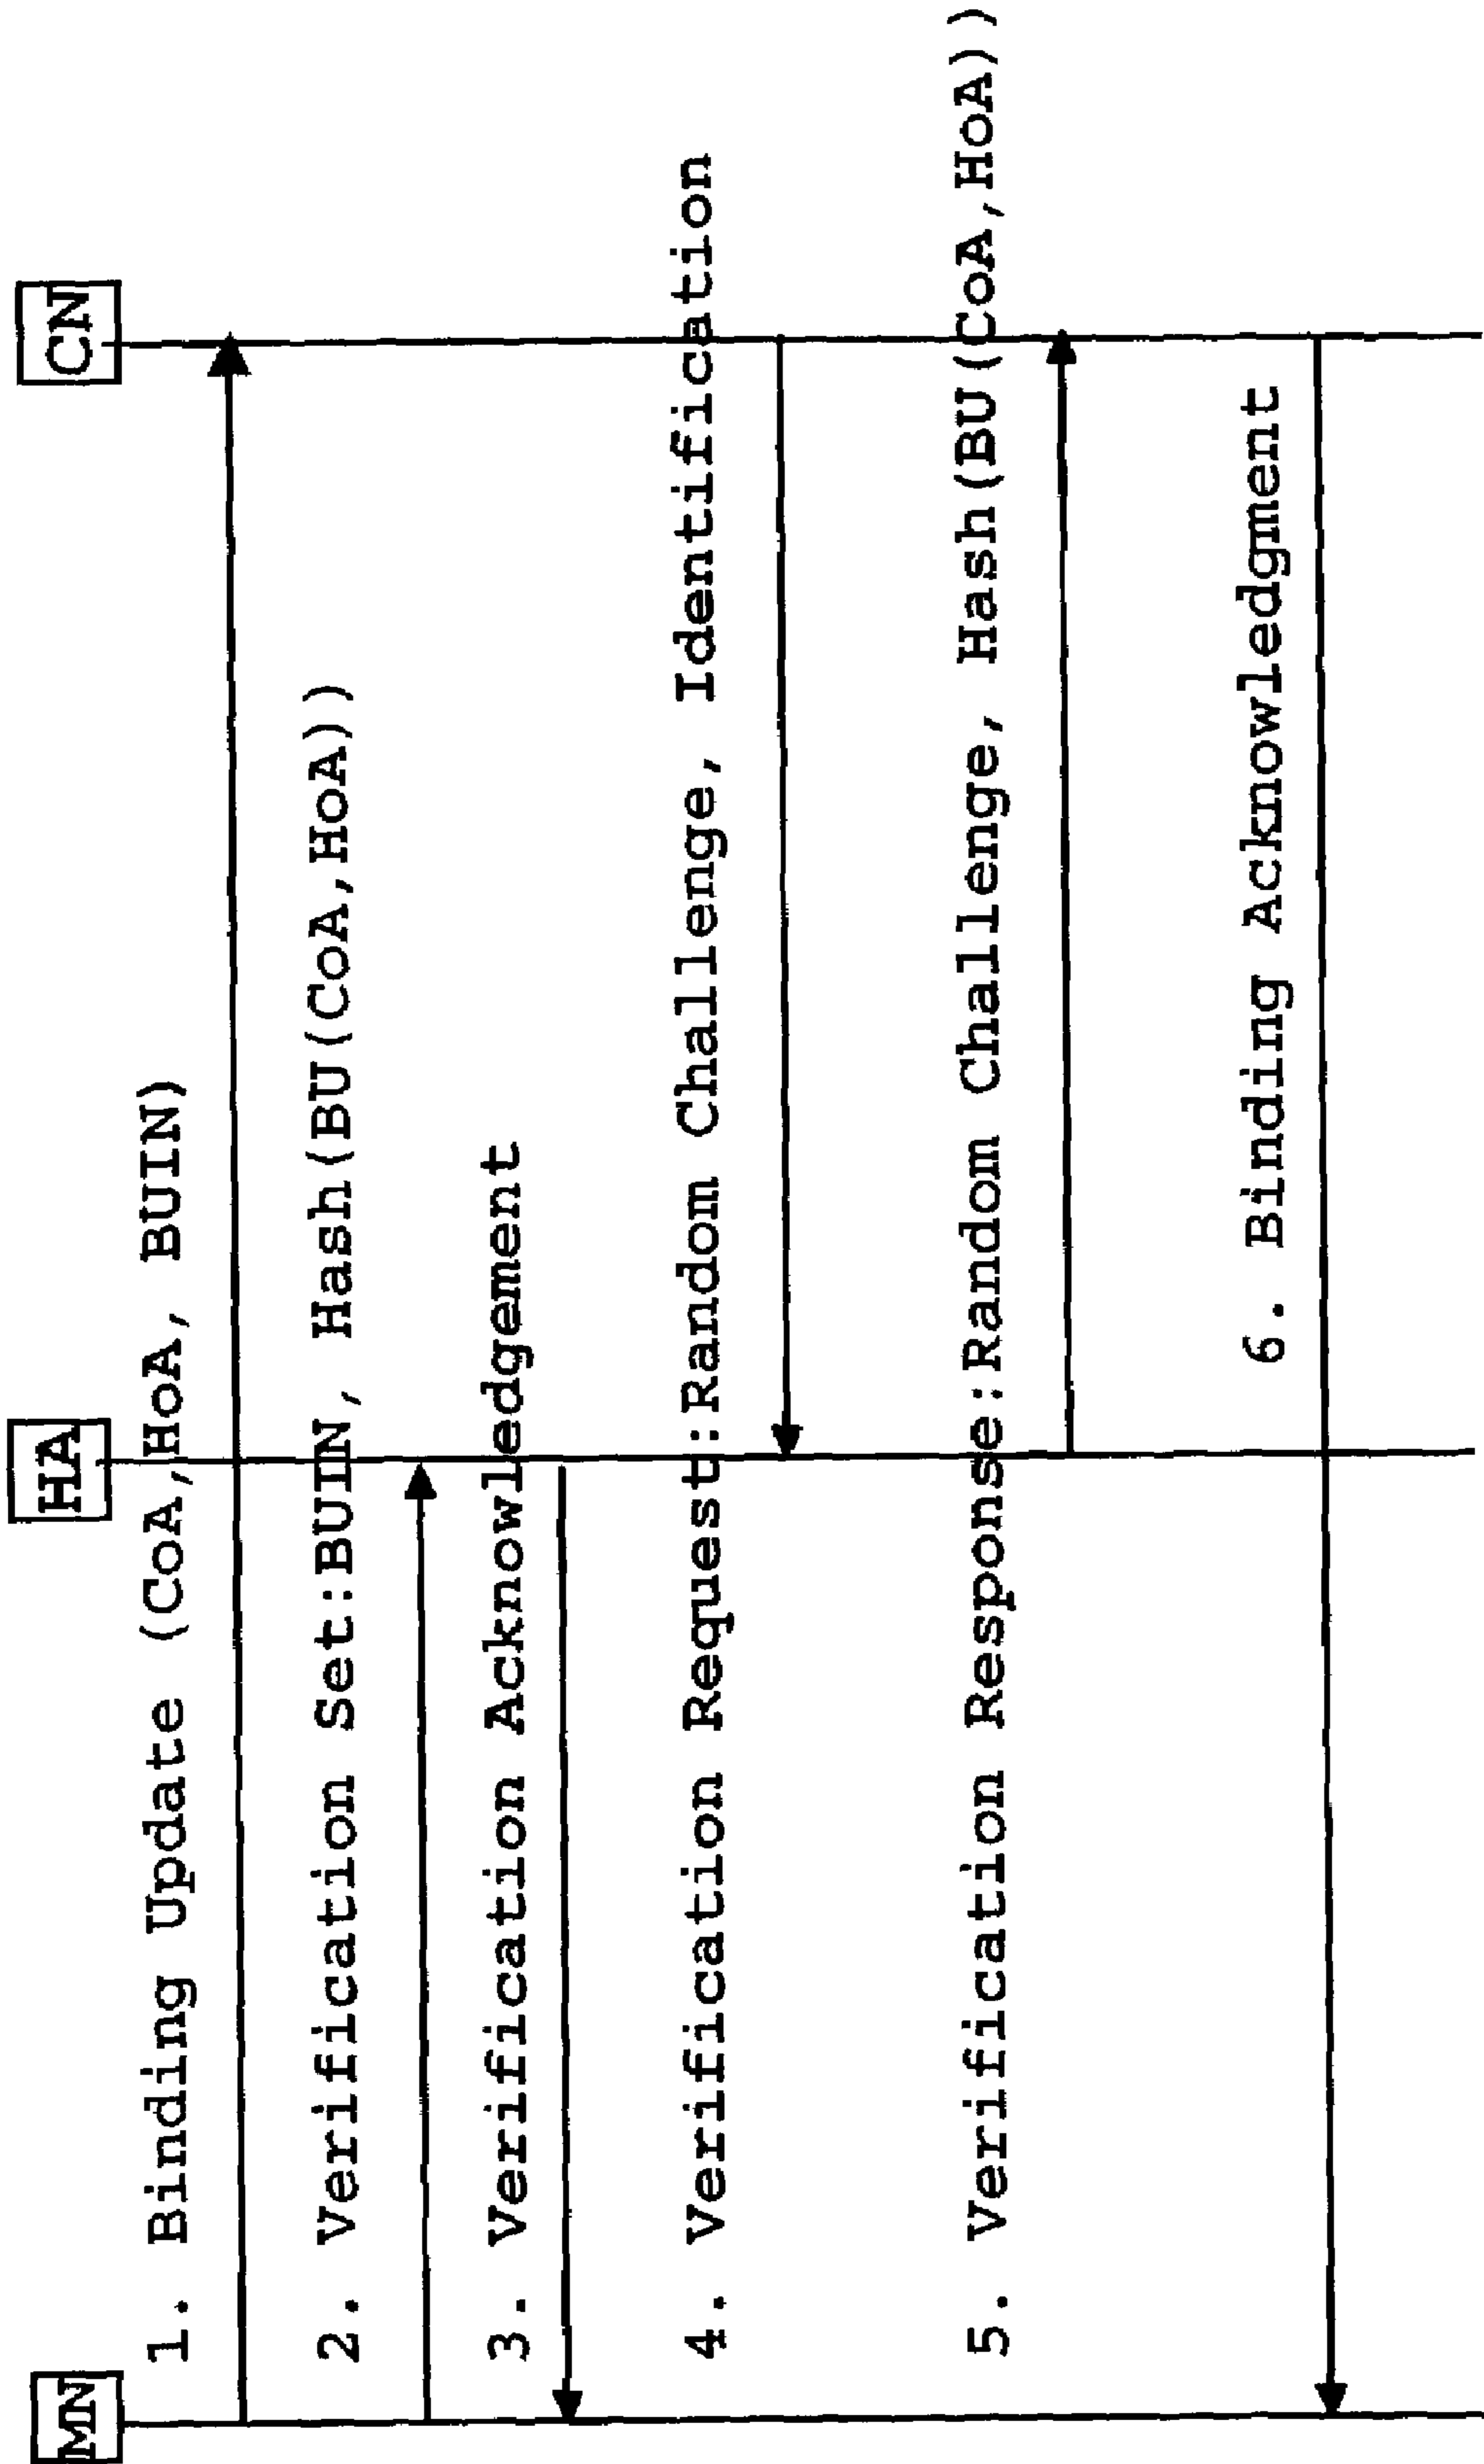 MN
HA
CN
1. Binding Update (CoA,HoA, BUIN)
2. Verification Set:BUIN, Hash(BU(CoA,HoA))
3. Verification Acknowledgement
4. Verification Request:Random Challenge, Identification
5. Verification Response:Random Challenge, Hash(BU(CoA,HoA))
6. Binding Acknowledgment